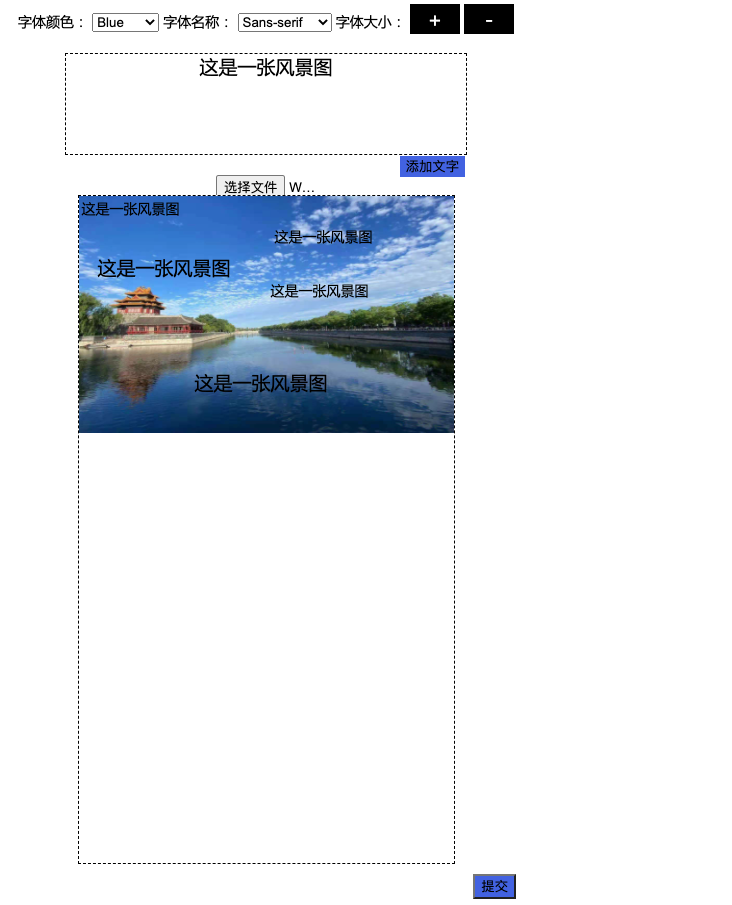 字体颜色： Blue 字体名称： Sans-serif 字体大小： + -
这是一张风景图
添加文字
选择文件 W...
这是一张风景图
这是一张风景图
这是一张风景图
这是一张风景图
这是一张风景图
提交